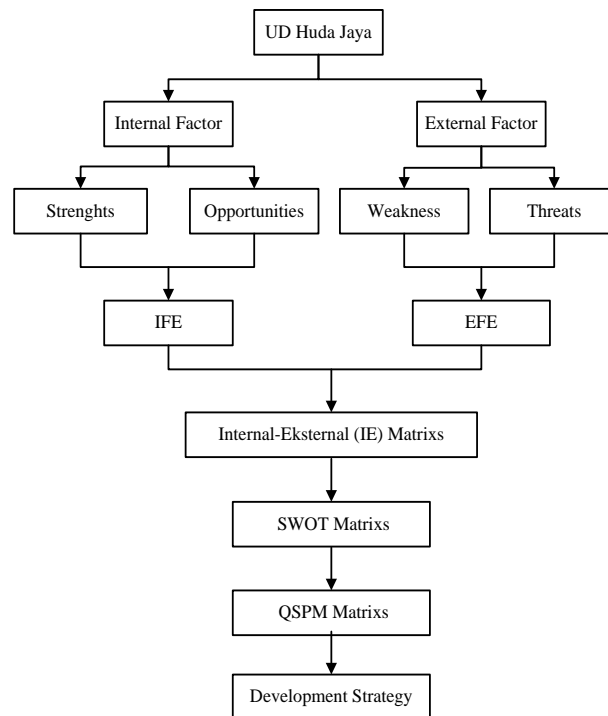 UD Huda Jaya
Internal Factor
External Factor
Strenghts
Opportunities
Weakness
Threats
IFE
EFE
Internal-Eksternal (IE) Matrixs
SWOT Matrixs
QSPM Matrixs
Development Strategy